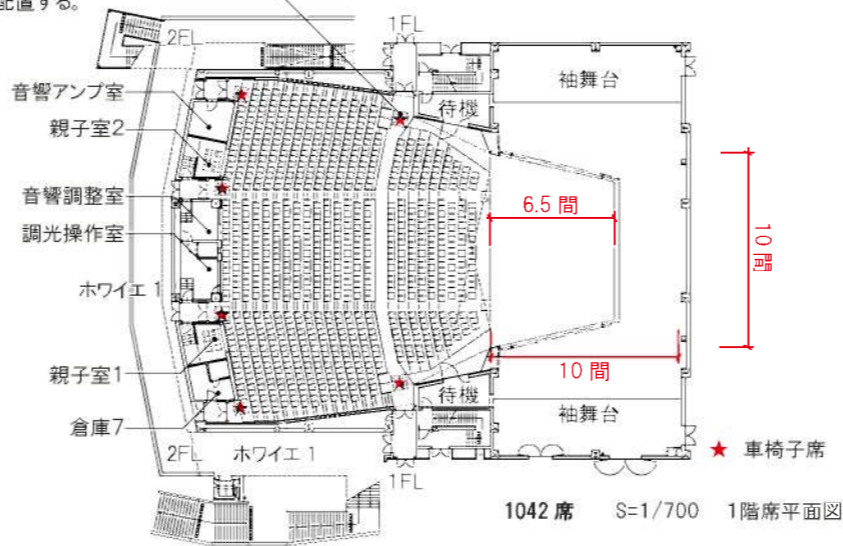 配置する。
1FL
2FL
袖舞台
音響アンプ室
待機
親子室2
音響調整室
6.5 間
調光操作室
10 間
ホワイエ 1
10 間
親子室1
待機
倉庫7
袖舞台
2FL
ホワイエ 1
★ 車椅子席
1FL
1042 席 S=1/700 1階席平面図